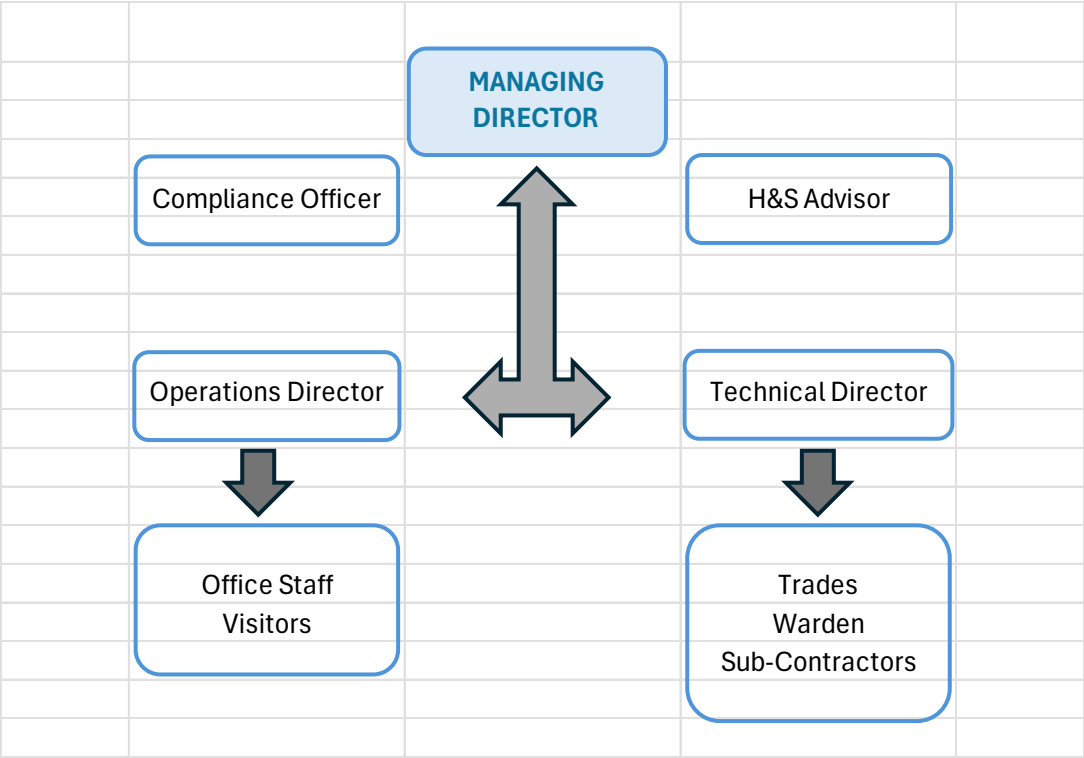 MANAGING
DIRECTOR
Compliance Officer
H&S Advisor
Operations Director
Technical Director
Office Staff
Visitors
Trades
Warden
Sub-Contractors